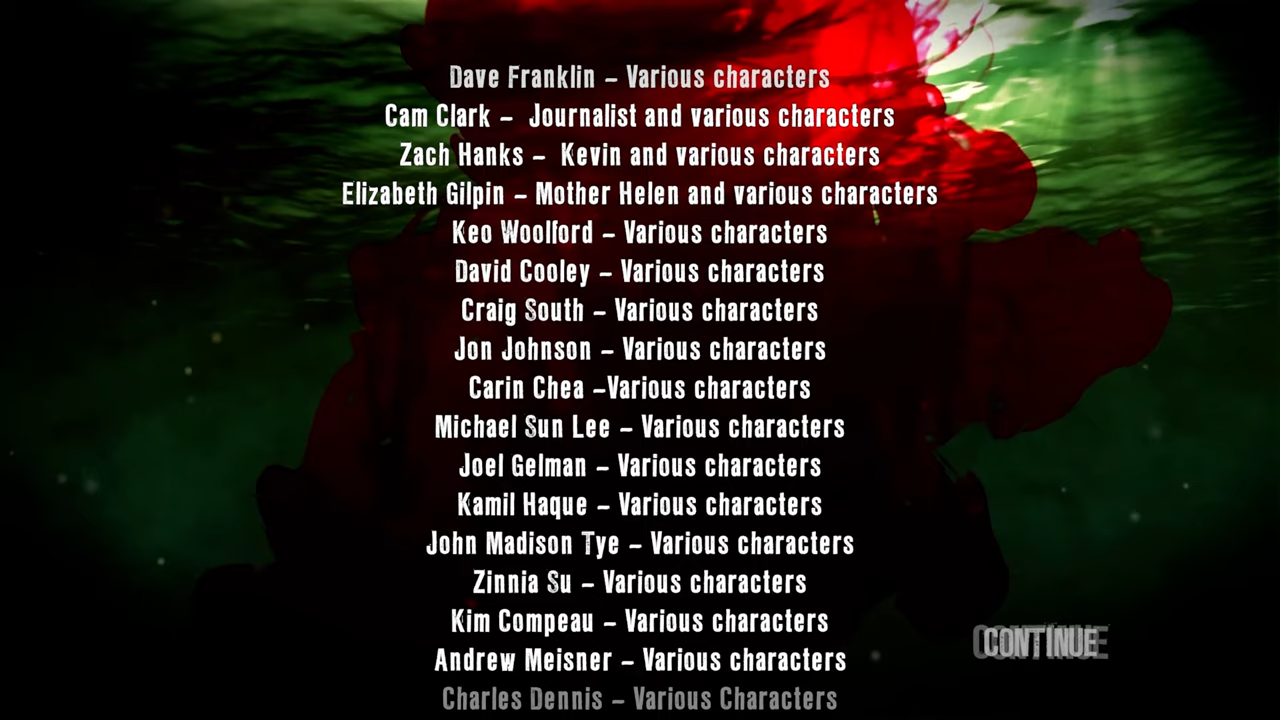 Dave Franklin – Various characters
Cam Clark –  Journalist and various characters
Zach Hanks –  Kevin and various characters
Elizabeth Gilpin – Mother Helen and various characters
Keo Woolford – Various characters
David Cooley – Various characters
Craig South – Various characters
Jon Johnson – Various characters
Carin Chea –Various characters
Michael Sun Lee – Various characters
Joel Gelman – Various characters
Kamil Haque – Various characters
John Madison Tye – Various characters
Zinnia Su – Various characters
Kim Compeau – Various characters
CONTINUE
Andrew Meisner – Various characters
Charles Dennis – Various Characters